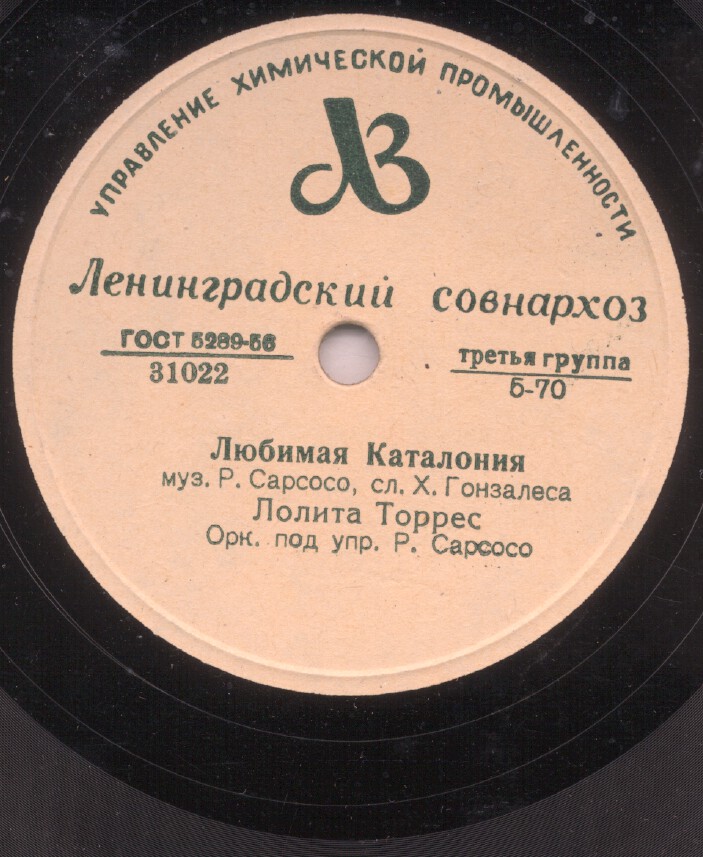 УПРАВЛЕНИЕ ХИМИЧЕСКОЙ ПРОМЫШЛЕННОСТИ
ЛЗ
Ленинградский совнархоз
ГОСТ 5289-56
31022
третья группа
5-70
Любимая Каталония
муз. Р. Сарсосо, сл. Х. Гонзалеса
Лолита Торрес
Орк. под упр. Р. Сарсосо